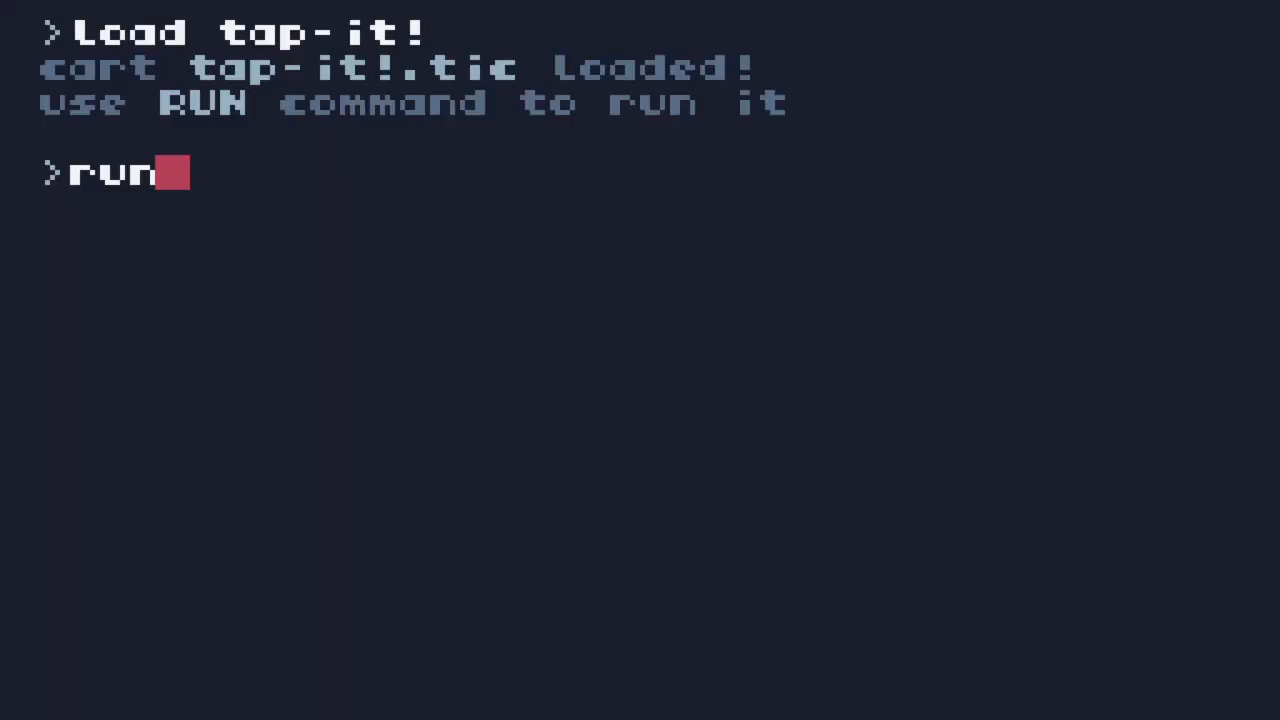 >load tap-it!
cart tap-it!.tic loaded!
use RUN command to run it
>run